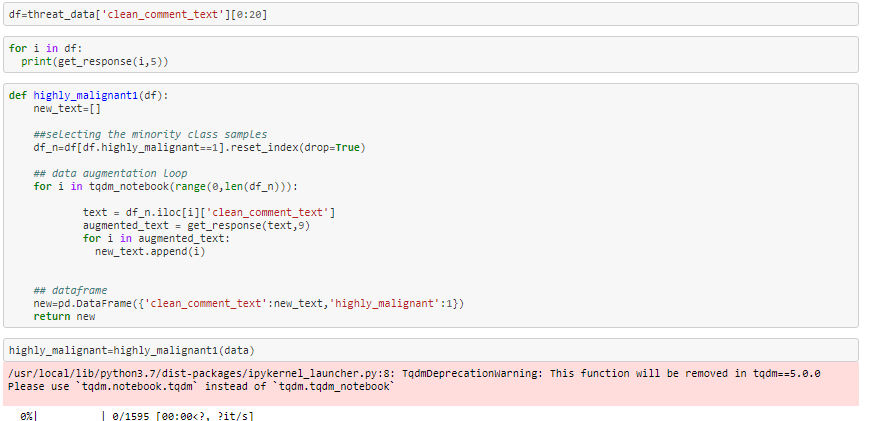 df=threat_data['clean_comment_text'][0:20]
for i in df:
  print(get_response(i,5))
def highly_malignant1(df):
    new_text=[]
    ##selecting the minority class samples
    df_n=df[df.highly_malignant==1].reset_index(drop=True)
    ## data augmentation loop
    for i in tqdm_notebook(range(0,len(df_n))):
            text = df_n.iloc[i]['clean_comment_text']
            augmented_text = get_response(text,9)
            for i in augmented_text:
              new_text.append(i)
    ## dataframe
    new=pd.DataFrame({'clean_comment_text':new_text,'highly_malignant':1})
    return new
highly_malignant=highly_malignant1(data)
/usr/local/lib/python3.7/dist-packages/ipykernel_launcher.py:8: TqdmDeprecationWarning: This function will be removed in tqdm==5.0.0
Please use `tqdm.notebook.tqdm` instead of `tqdm.tqdm_notebook`
  0%|          | 0/1595 [00:00<?, ?it/s]